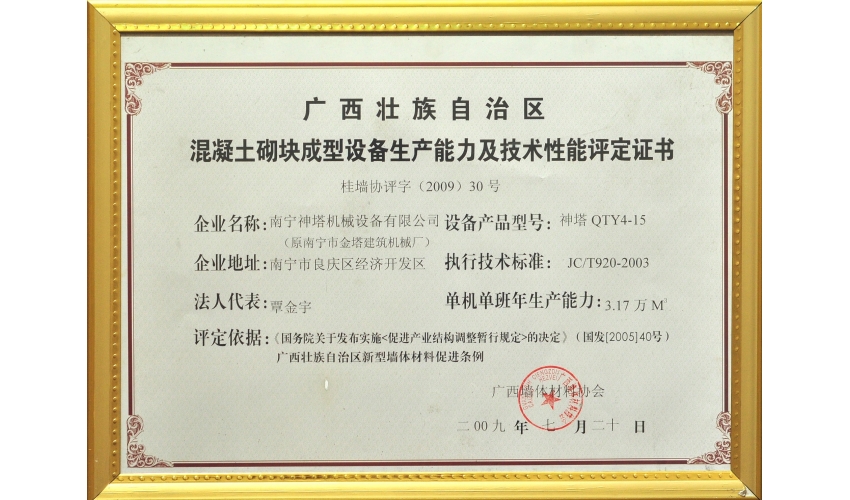 广西壮族自治区
混凝土砌块成型设备生产能力及技术性能评定证书
桂墙协评字（2009）30号
企业名称：南宁神塔机械设备有限公司 设备产品型号：神塔 QTY4-15
（原南宁市金塔建筑机械厂）
企业地址：南宁市良庆区经济开发区 执行技术标准： JC/T920-2003
法人代表：覃金宇 单机单班年生产能力：3.17 万 M³
评定依据：《国务院关于发布实施<促进产业结构调整暂行规定>的决定》（国发[2005]40号）
广西壮族自治区新型墙体材料促进条例
广西墙体材料协会
二00九 年 七 月 二十 日